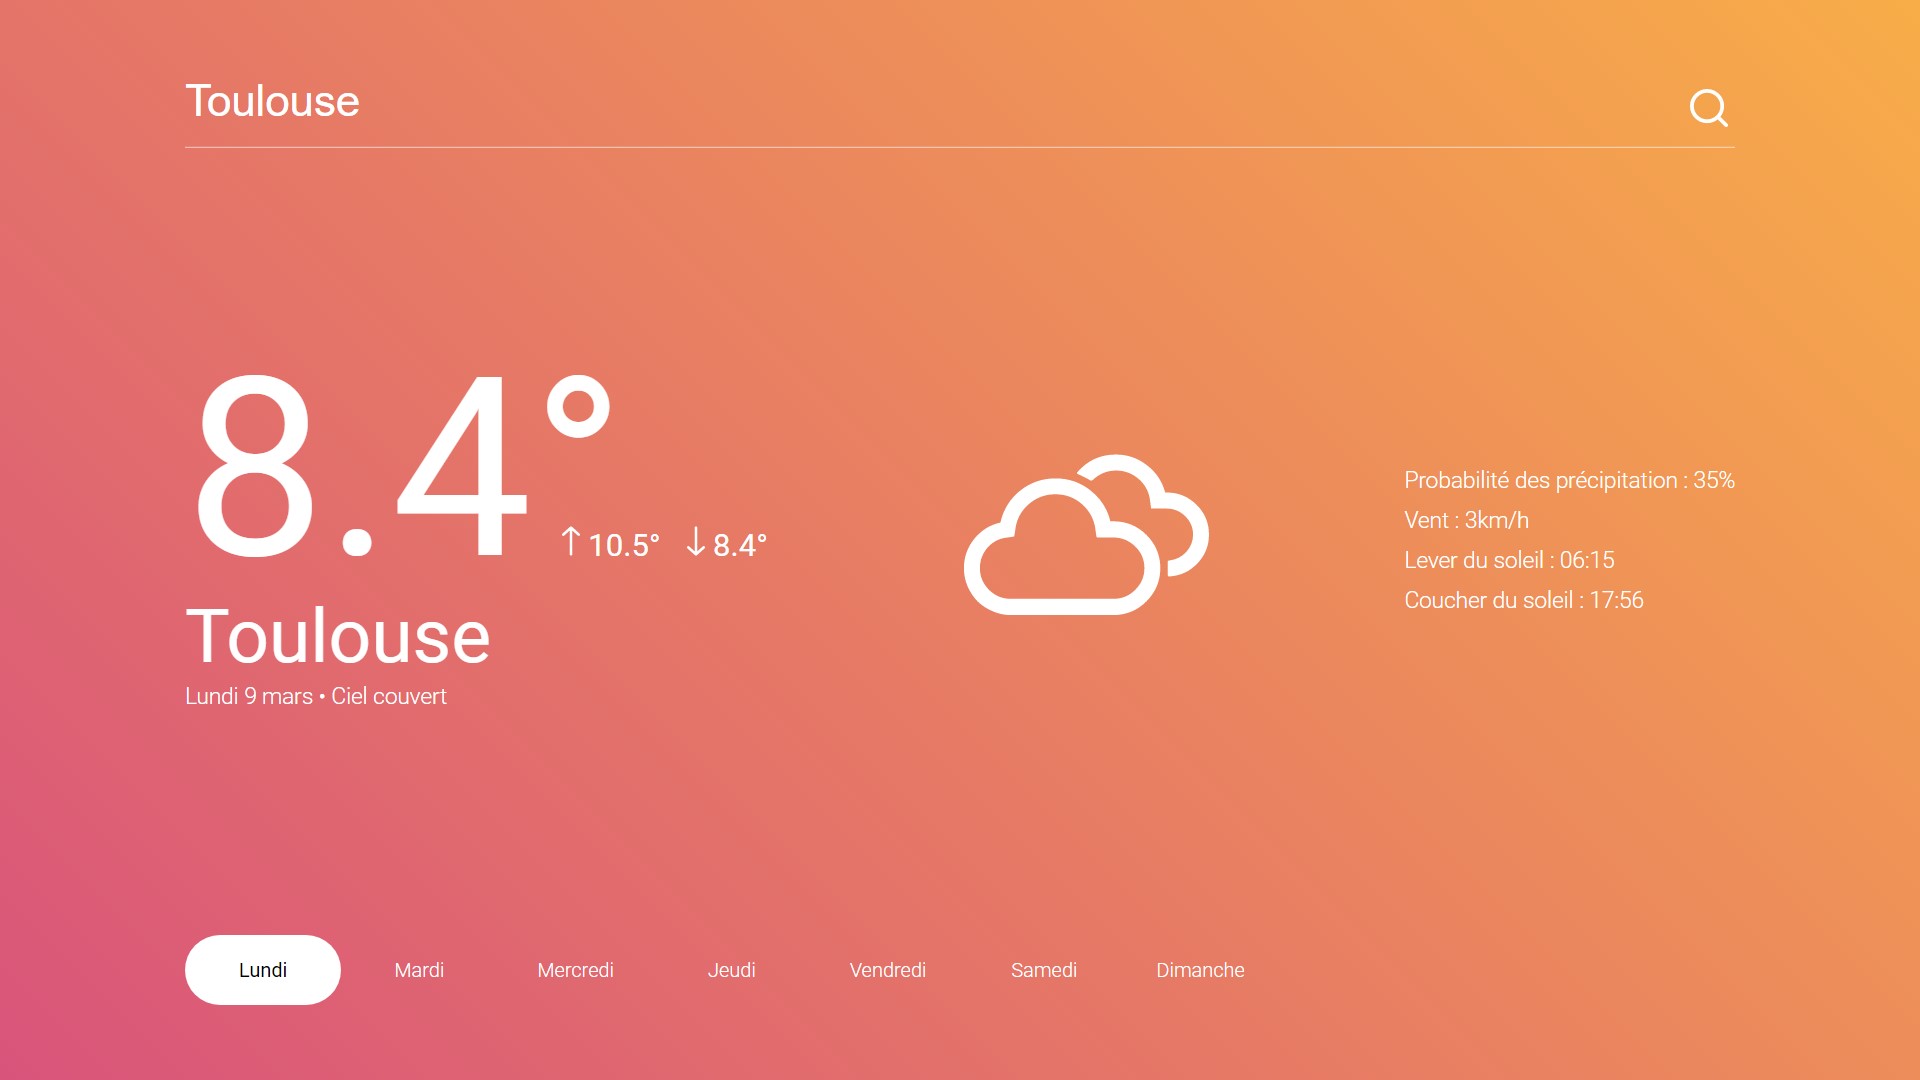 Toulouse
8.4°
↑ 10.5° ↓ 8.4°
Toulouse
Lundi 9 mars • Ciel couvert
Probabilité des précipitation : 35%
Vent : 3km/h
Lever du soleil : 06:15
Coucher du soleil : 17:56
Lundi Mardi Mercredi Jeudi Vendredi Samedi Dimanche